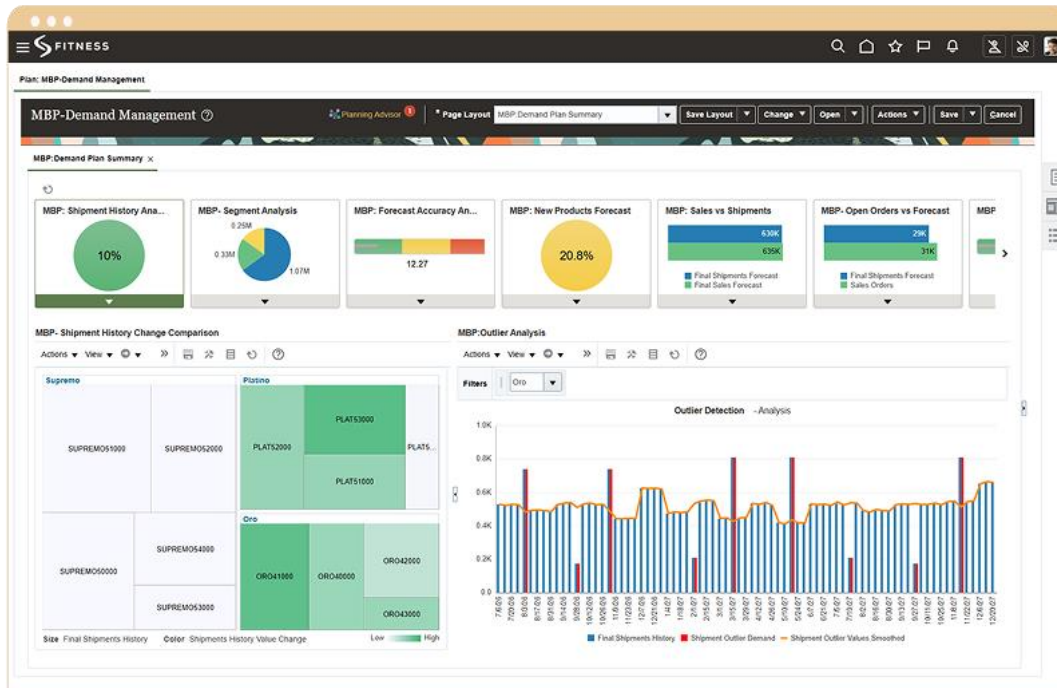 FITNESS
Plan: MBP-Demand Management
MBP-Demand Management
Planning Advisor 1 * Page Layout MBP:Demand Plan Summary Save Layout Change Open Actions Save Cancel
MBP:Demand Plan Summary ×
MBP: Shipment History Ana...
10%
MBP- Segment Analysis
0.25M
0.33M
1.07M
MBP: Forecast Accuracy An...
12.27
MBP: New Products Forecast
20.8%
MBP: Sales vs Shipments
630K
635K
Final Shipments Forecast
Final Sales Forecast
MBP- Open Orders vs Forecast
29K
31K
Final Shipments Forecast
Sales Orders
MBP
MBP- Shipment History Change Comparison
Actions View
Supremo
SUPREMO51000
SUPREMO52000
SUPREMO50000
SUPREMO54000
SUPREMO53000
Platino
PLAT52000
PLAT53000
PLAT51000
PLAT5...
Oro
ORO41000
ORO40000
ORO42000
ORO43000
Size Final Shipments History Color Shipments History Value Change Low High
MBP:Outlier Analysis
Actions View
Filters Oro
Outlier Detection - Analysis
1.0K
0.8K
0.6K
0.4K
0.2K
0.0
Final Shipments History Shipment Outlier Demand Shipment Outlier Values Smoothed